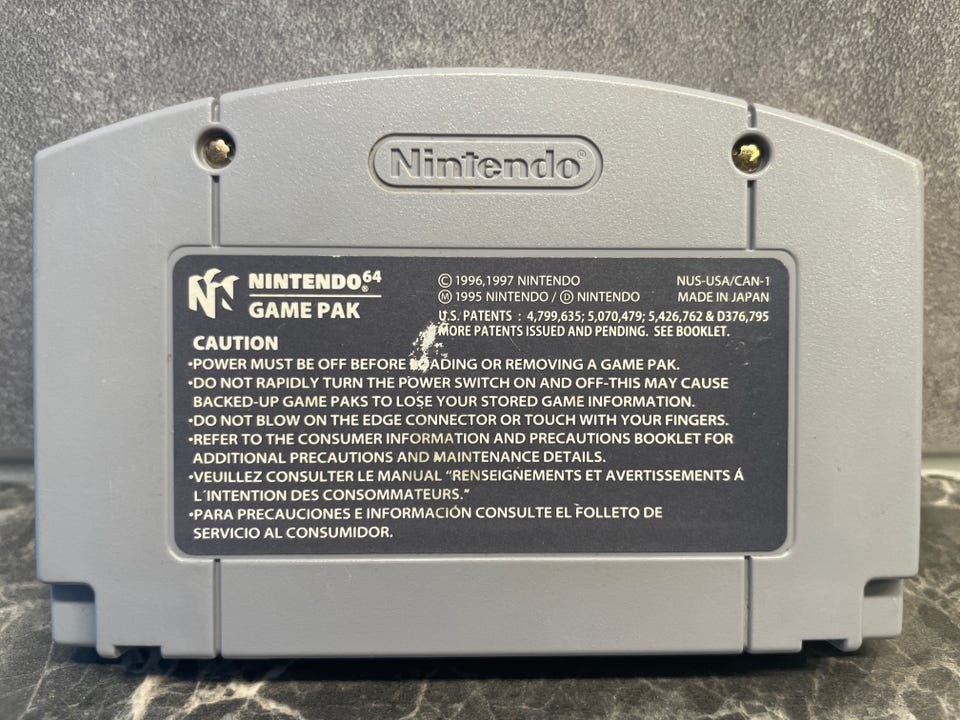 Nintendo®
NINTENDO64®
GAME PAK
© 1996,1997 NINTENDO
Ⓜ 1995 NINTENDO / Ⓓ NINTENDO
NUS-USA/CAN-1
MADE IN JAPAN
U.S. PATENTS : 4,799,635; 5,070,479; 5,426,762 & D376,795
MORE PATENTS ISSUED AND PENDING. SEE BOOKLET.
CAUTION
•POWER MUST BE OFF BEFORE LOADING OR REMOVING A GAME PAK.
•DO NOT RAPIDLY TURN THE POWER SWITCH ON AND OFF-THIS MAY CAUSE
BACKED-UP GAME PAKS TO LOSE YOUR STORED GAME INFORMATION.
•DO NOT BLOW ON THE EDGE CONNECTOR OR TOUCH WITH YOUR FINGERS.
•REFER TO THE CONSUMER INFORMATION AND PRECAUTIONS BOOKLET FOR
ADDITIONAL PRECAUTIONS AND MAINTENANCE DETAILS.
•VEUILLEZ CONSULTER LE MANUAL "RENSEIGNEMENTS ET AVERTISSEMENTS Á
L´INTENTION DES CONSOMMATEURS."
•PARA PRECAUCIONES E INFORMACIÓN CONSULTE EL FOLLETO DE
SERVICIO AL CONSUMIDOR.